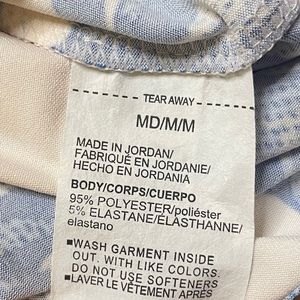 TEAR AWAY
MD/M/M
MADE IN JORDAN/
FABRIQUÉ EN JORDANIE/
HECHO EN JORDANIA
BODY/CORPS/CUERPO
95% POLYESTER/poliéster
5% ELASTANE/ÉLASTHANNE/
elastano
■WASH GARMENT INSIDE
OUT. WITH LIKE COLORS.
DO NOT USE SOFTENERS
■LAVER LE VÊTEMENT APRÈS